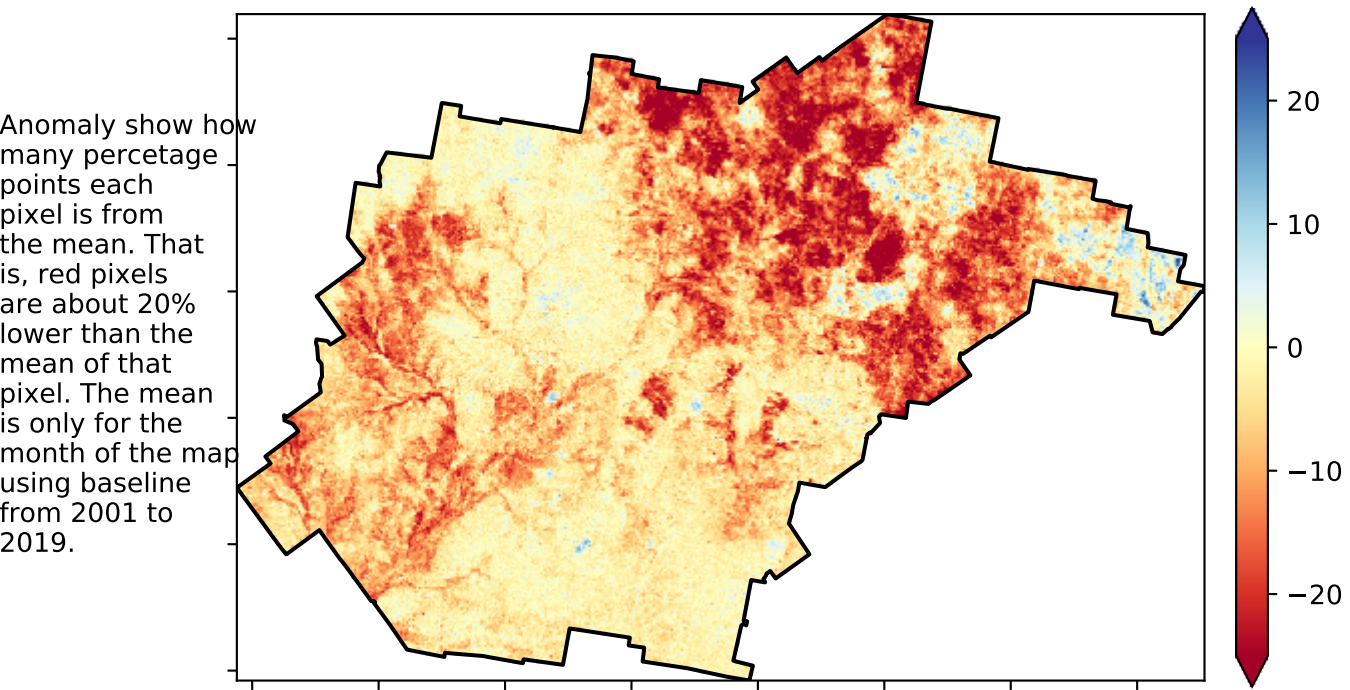 Anomaly show how
many percetage
points each
pixel is from
the mean. That
is, red pixels
are about 20%
lower than the
mean of that
pixel. The mean
is only for the
month of the map
using baseline
from 2001 to
2019.
20
10
0
−10
−20